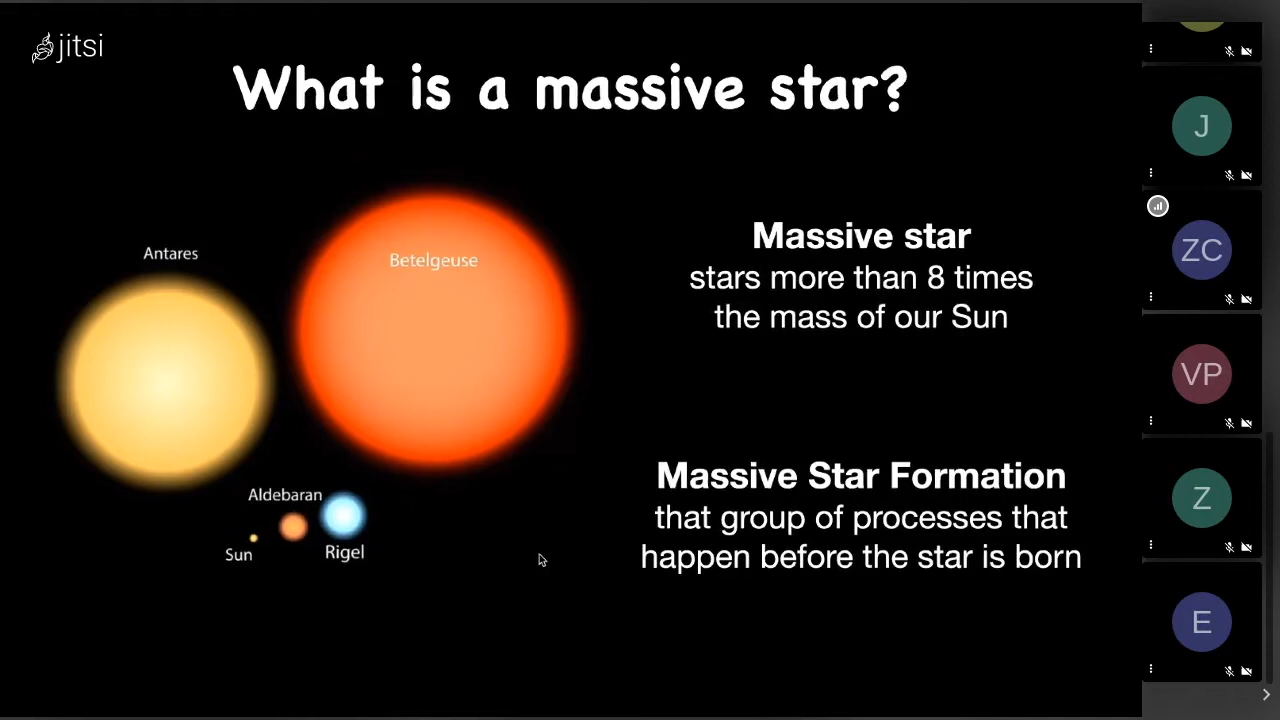 jitsi
What is a massive star?
Antares
Betelgeuse
Aldebaran
Sun
Rigel
Massive star
stars more than 8 times
the mass of our Sun
Massive Star Formation
that group of processes that
happen before the star is born
J
ZC
VP
Z
E